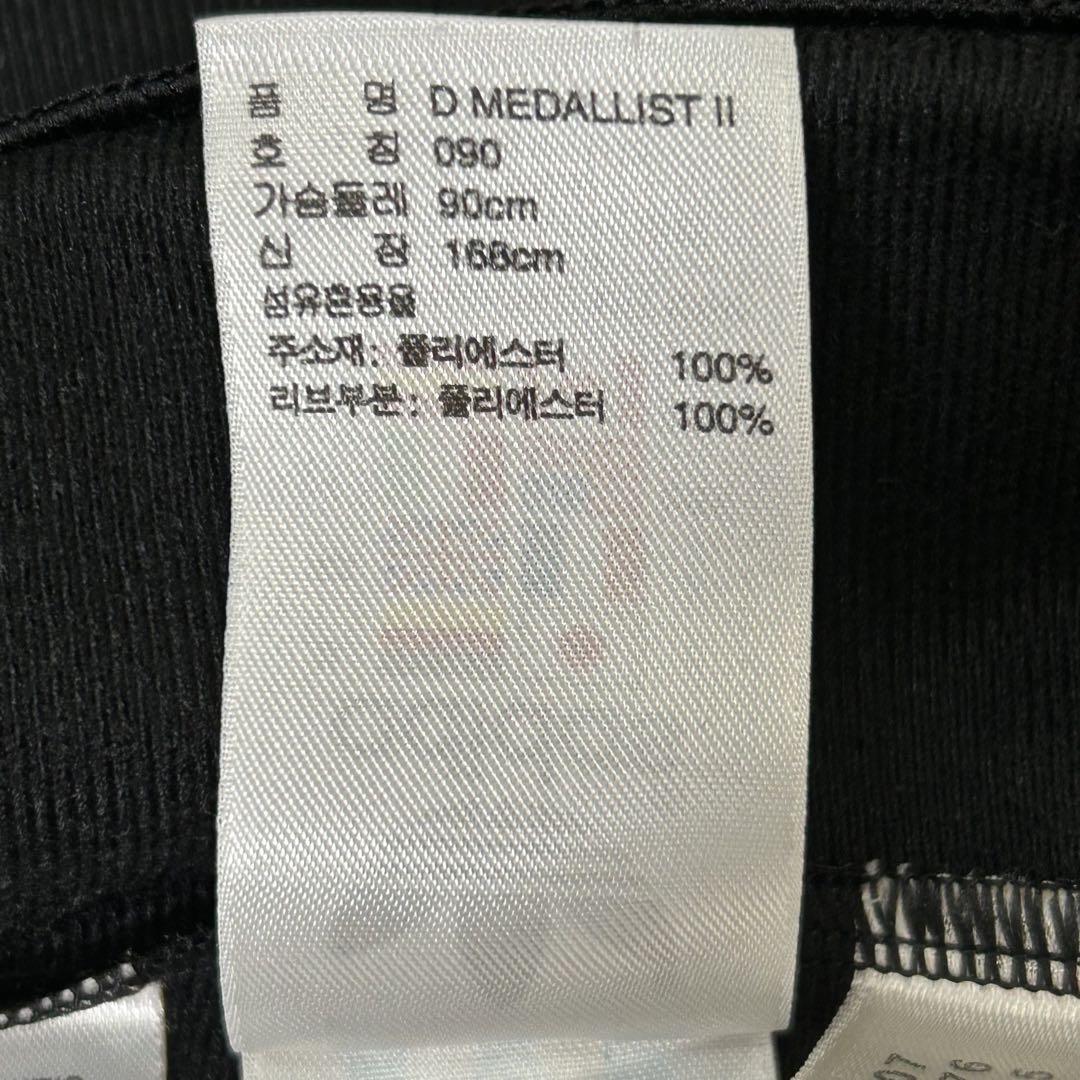 품 명 D MEDALLIST II
호 칭 090
가슴둘레 90cm
신 장 168cm
섬유혼용율
주소재: 폴리에스터 100%
리브부분: 폴리에스터 100%